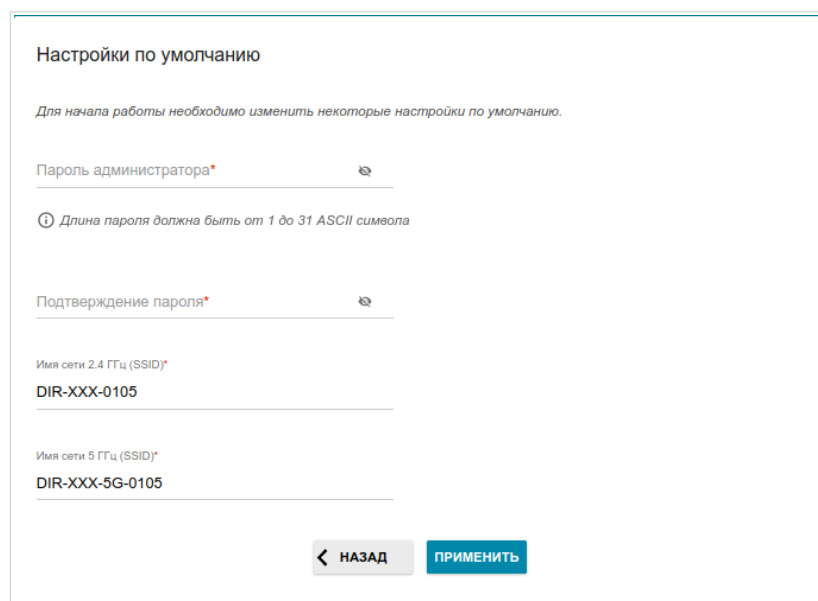 Настройки по умолчанию
Для начала работы необходимо изменить некоторые настройки по умолчанию.
Пароль администратора*
Длина пароля должна быть от 1 до 31 ASCII символа
Подтверждение пароля*
Имя сети 2.4 ГГц (SSID)*
DIR-XXX-0105
Имя сети 5 ГГц (SSID)*
DIR-XXX-5G-0105
НАЗАД ПРИМЕНИТЬ